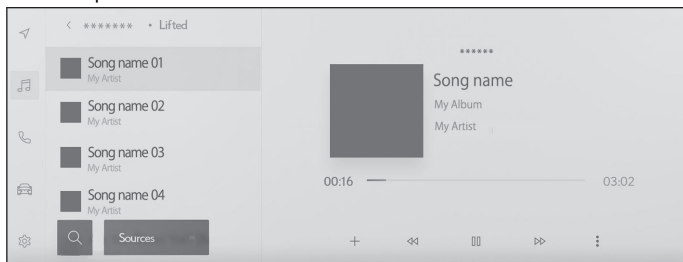 < ******* • Lifted
Song name 01
My Artist
Song name 02
My Artist
Song name 03
My Artist
Song name 04
My Artist
Sources
******
Song name
My Album
My Artist
00:16
03:02